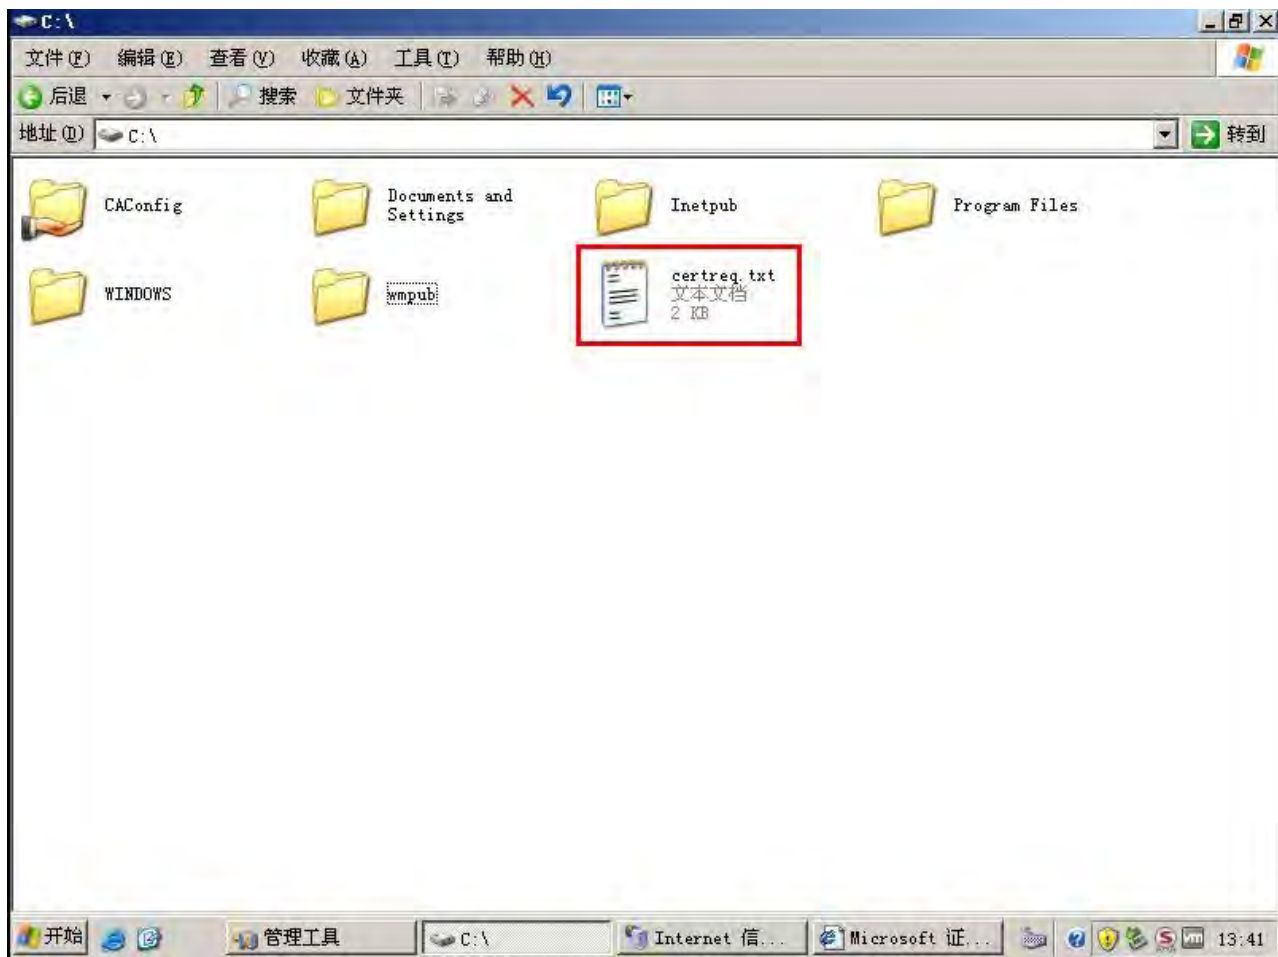 C:\
文件(F) 编辑(E) 查看(V) 收藏(A) 工具(T) 帮助(H)
后退 搜索 文件夹
地址(D) C:\ 转到
CAConfig
Documents and
Settings
Inetpub
Program Files
WINDOWS
wmpub
certreq.txt
文本文档
2 KB
开始 管理工具 C:\ Internet 信... Microsoft 证... 13:41